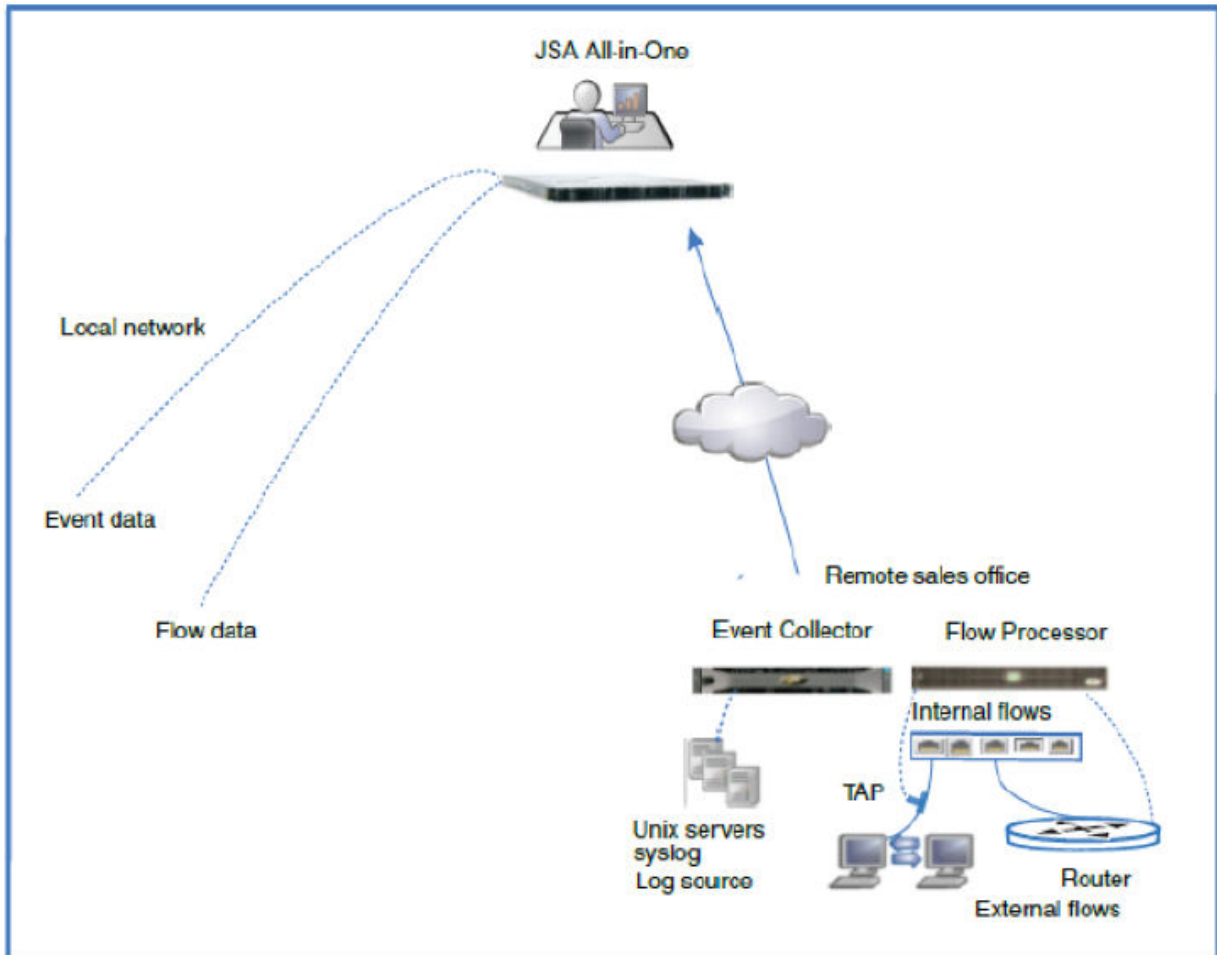 JSA All-in-One
Local network
Event data
Flow data
Remote sales office
Event Collector
Flow Processor
Internal flows
TAP
Unix servers
syslog
Log source
Router
External flows